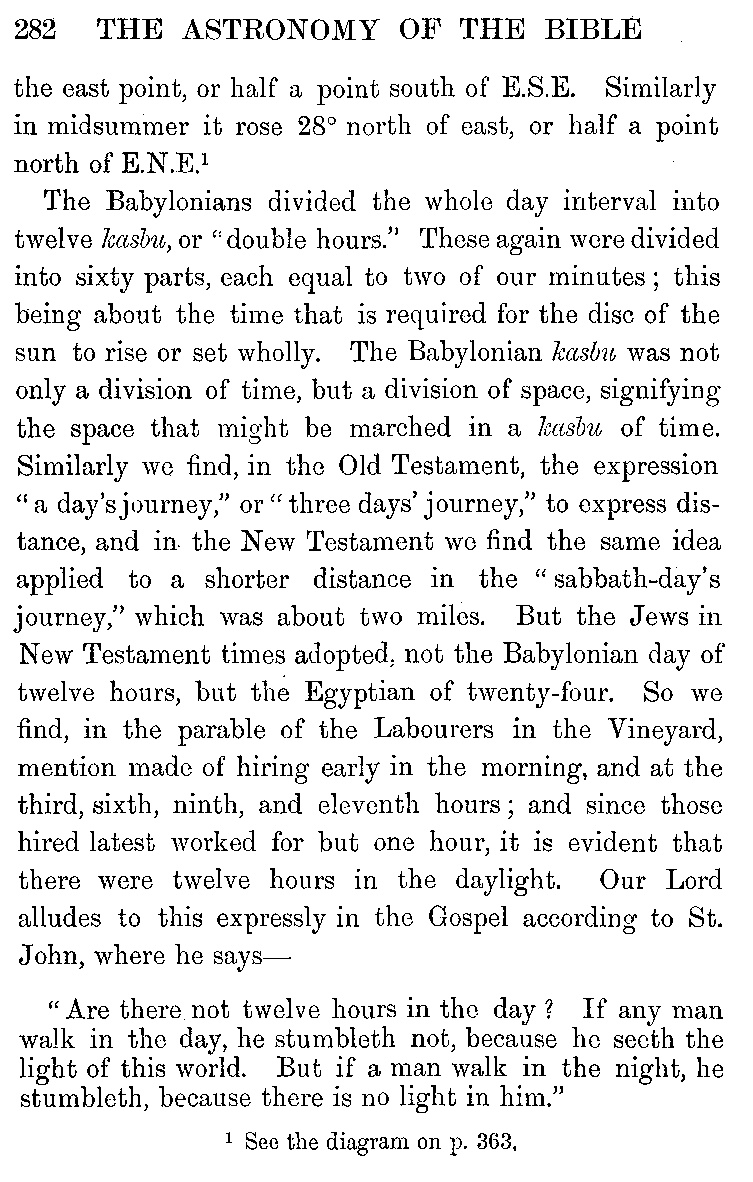 282 THE ASTRONOMY OF THE BIBLE
the east point, or half a point south of E.S.E. Similarly
in midsummer it rose 28° north of east, or half a point
north of E.N.E.¹
The Babylonians divided the whole day interval into
twelve kasbu, or “double hours.” These again were divided
into sixty parts, each equal to two of our minutes; this
being about the time that is required for the disc of the
sun to rise or set wholly. The Babylonian kasbu was not
only a division of time, but a division of space, signifying
the space that might be marched in a kasbu of time.
Similarly we find, in the Old Testament, the expression
“a day's journey,” or “three days' journey,” to express dis-
tance, and in the New Testament we find the same idea
applied to a shorter distance in the “sabbath-day's
journey,” which was about two miles. But the Jews in
New Testament times adopted, not the Babylonian day of
twelve hours, but the Egyptian of twenty-four. So we
find, in the parable of the Labourers in the Vineyard,
mention made of hiring early in the morning, and at the
third, sixth, ninth, and eleventh hours; and since those
hired latest worked for but one hour, it is evident that
there were twelve hours in the daylight. Our Lord
alludes to this expressly in the Gospel according to St.
John, where he says—
“Are there not twelve hours in the day? If any man
walk in the day, he stumbleth not, because he seeth the
light of this world. But if a man walk in the night, he
stumbleth, because there is no light in him.”
¹ See the diagram on p. 363.